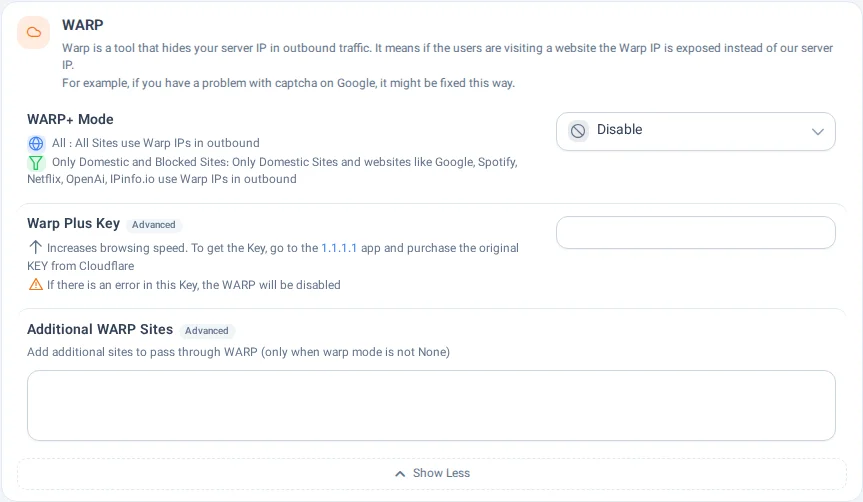 WARP
Warp is a tool that hides your server IP in outbound traffic. It means if the users are visiting a website the Warp IP is exposed instead of our server
IP.
For example, if you have a problem with captcha on Google, it might be fixed this way.
WARP+ Mode
All : All Sites use Warp IPs in outbound
Only Domestic and Blocked Sites: Only Domestic Sites and websites like Google, Spotify,
Netflix, OpenAi, IPinfo.io use Warp IPs in outbound
Disable
Warp Plus Key Advanced
Increases browsing speed. To get the Key, go to the 1.1.1.1 app and purchase the original
KEY from Cloudflare
If there is an error in this Key, the WARP will be disabled
Additional WARP Sites Advanced
Add additional sites to pass through WARP (only when warp mode is not None)
Show Less